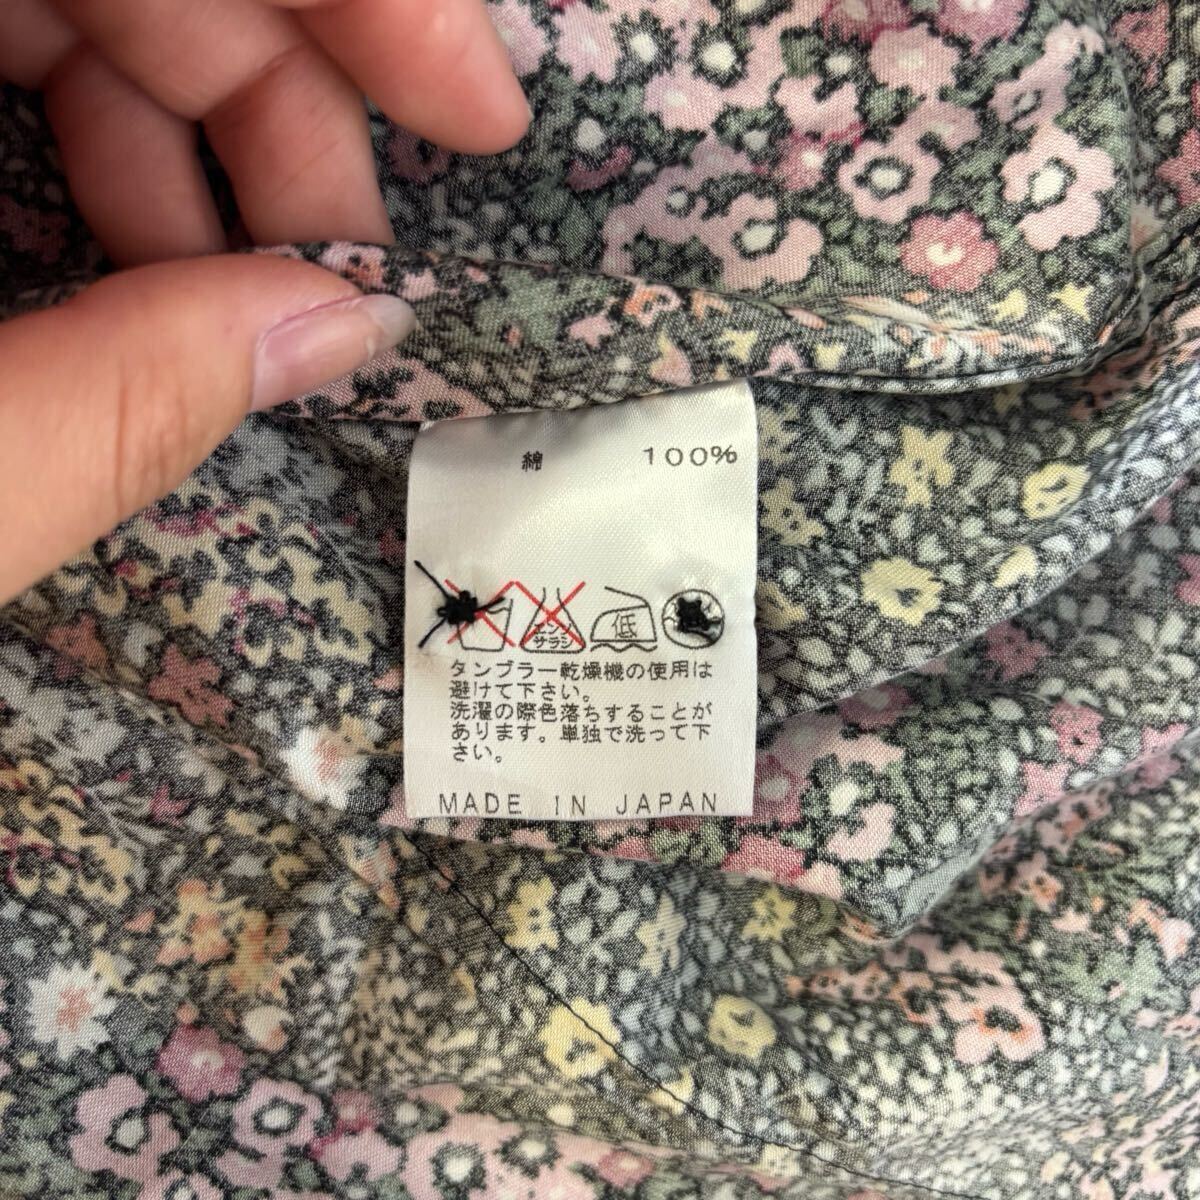 綿 100%
エンソ
サラシ
低
タンブラー乾燥機の使用は
避けて下さい。
洗濯の際色落ちすることが
あります。単独で洗って下
さい。
MADE IN JAPAN